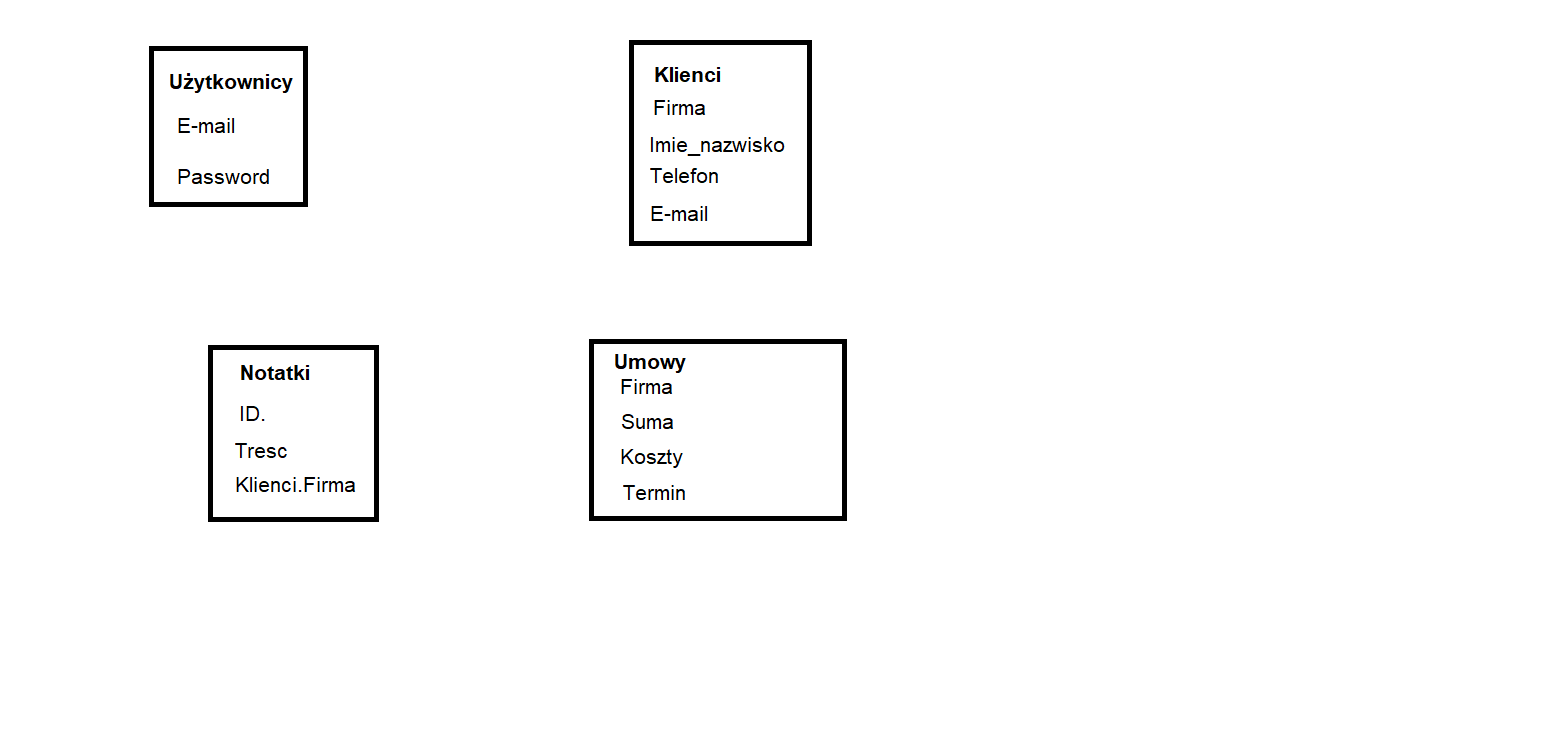 Użytkownicy
E-mail
Password
Klienci
Firma
Imie_nazwisko
Telefon
E-mail
Notatki
ID.
Tresc
Klienci.Firma
Umowy
Firma
Suma
Koszty
Termin